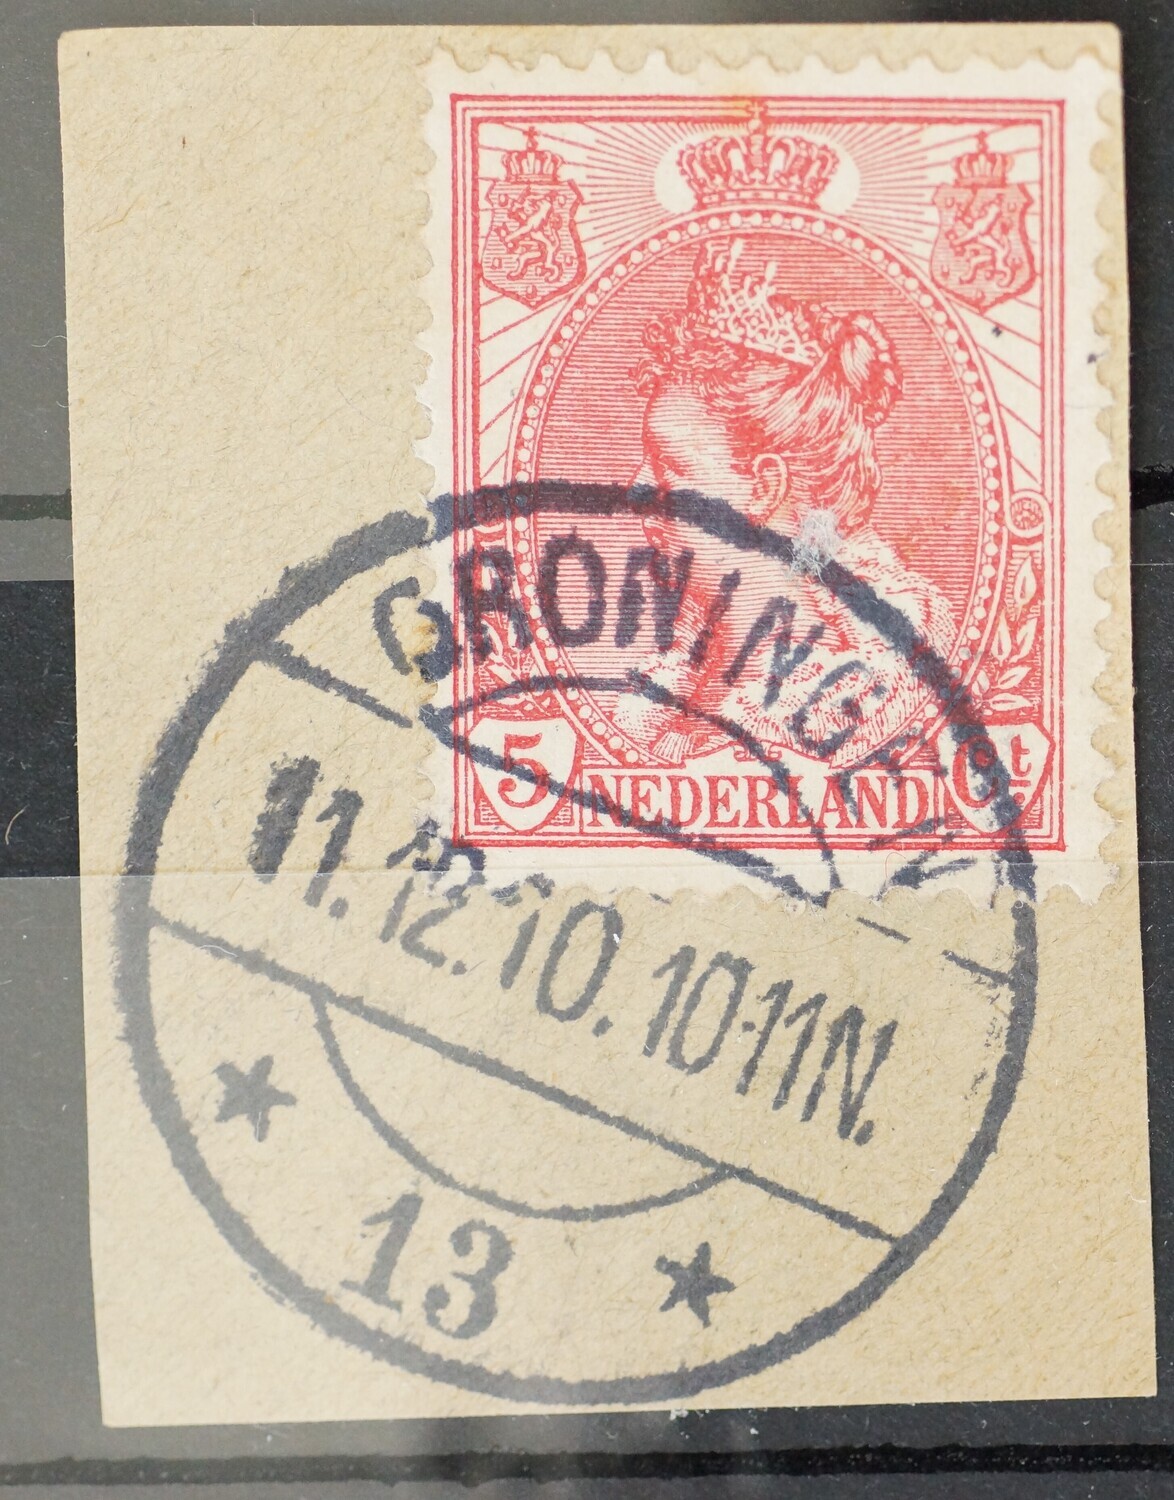 GRONINGEN
5 NEDERLAND Ct.
11.12.10. 10-11N.
13